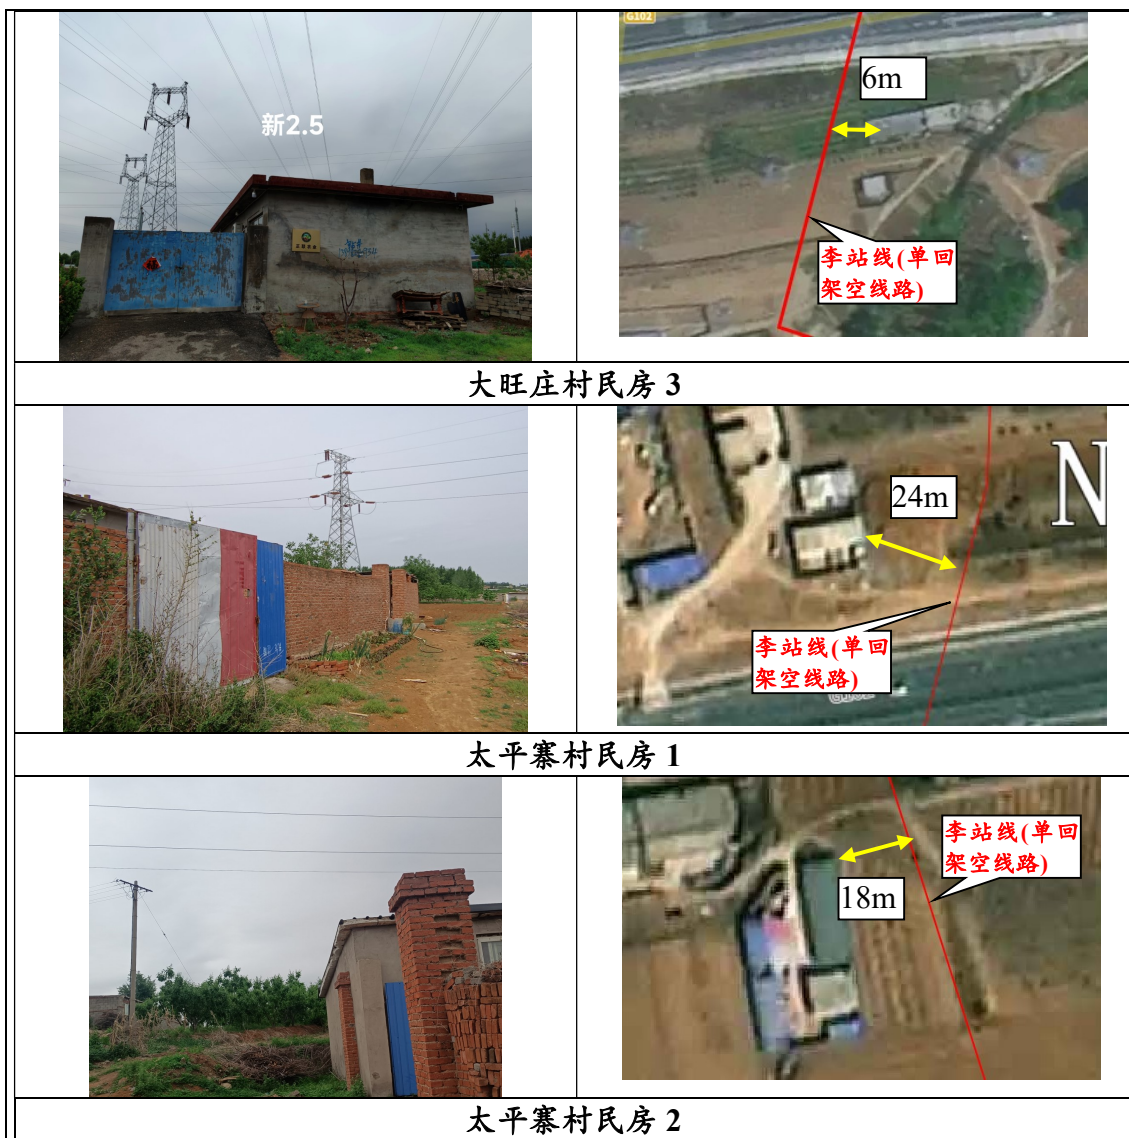 新2.5
G102
6m
李站线(单回
架空线路)
大旺庄村民房 3
24m
N
李站线(单回
架空线路)
太平寨村民房 1
李站线(单回
架空线路)
18m
太平寨村民房 2